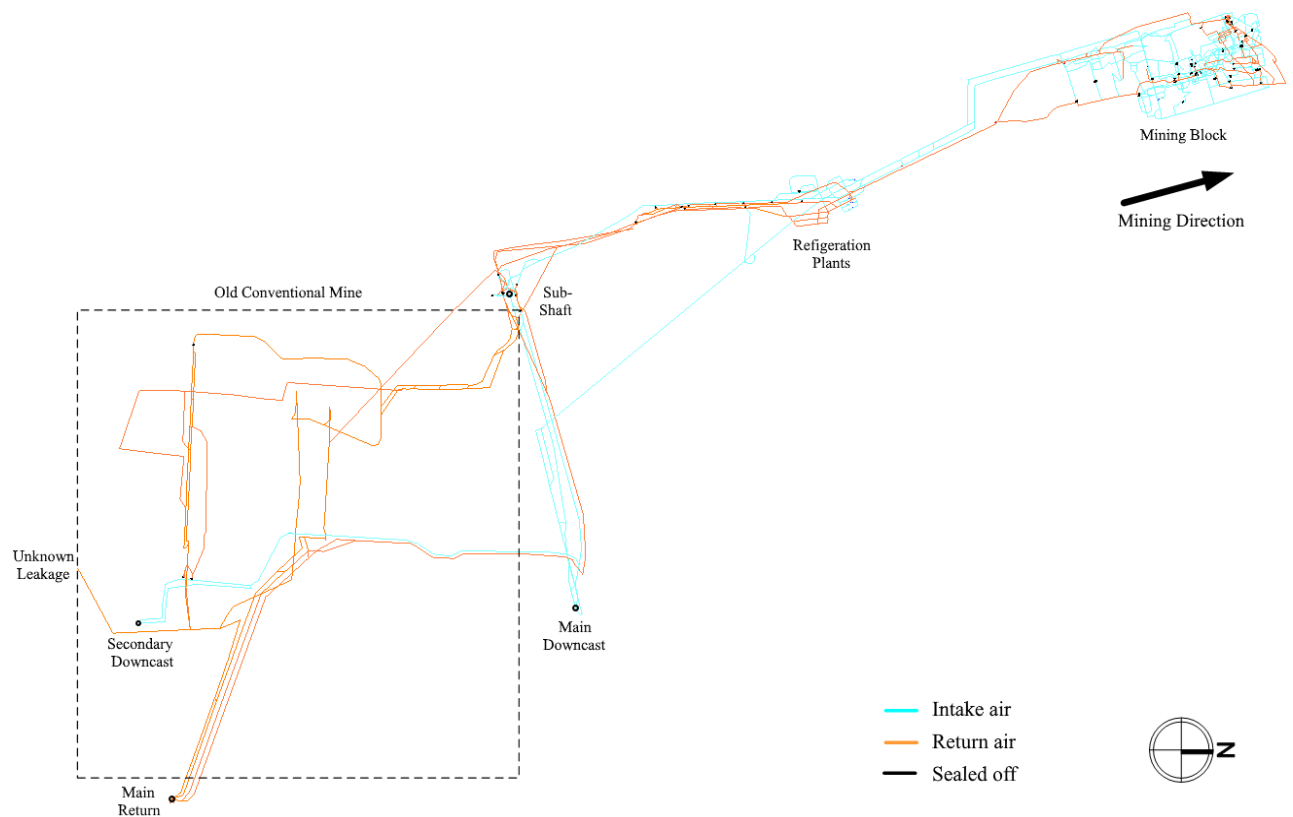 Mining Block
Mining Direction
Refigeration
Plants
Old Conventional Mine
Sub-
Shaft
Unknown
Leakage
Secondary
Downcast
Main
Downcast
Main
Return
Intake air
Return air
Sealed off
N